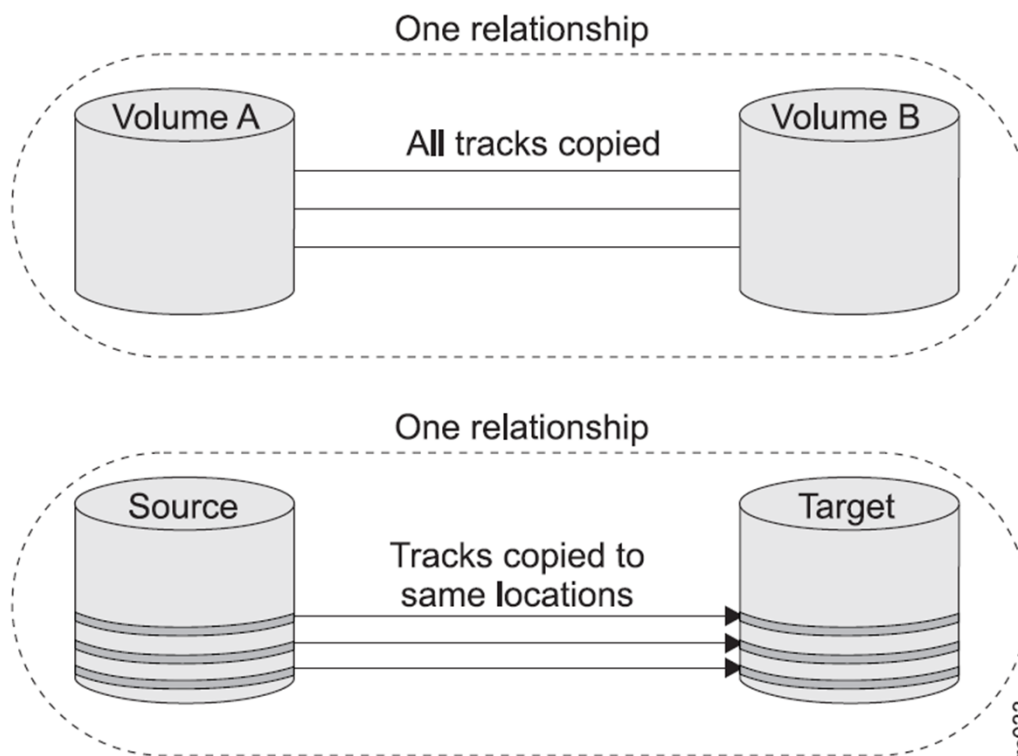 One relationship
Volume A
Volume B
All tracks copied
One relationship
Source
Target
Tracks copied to
same locations